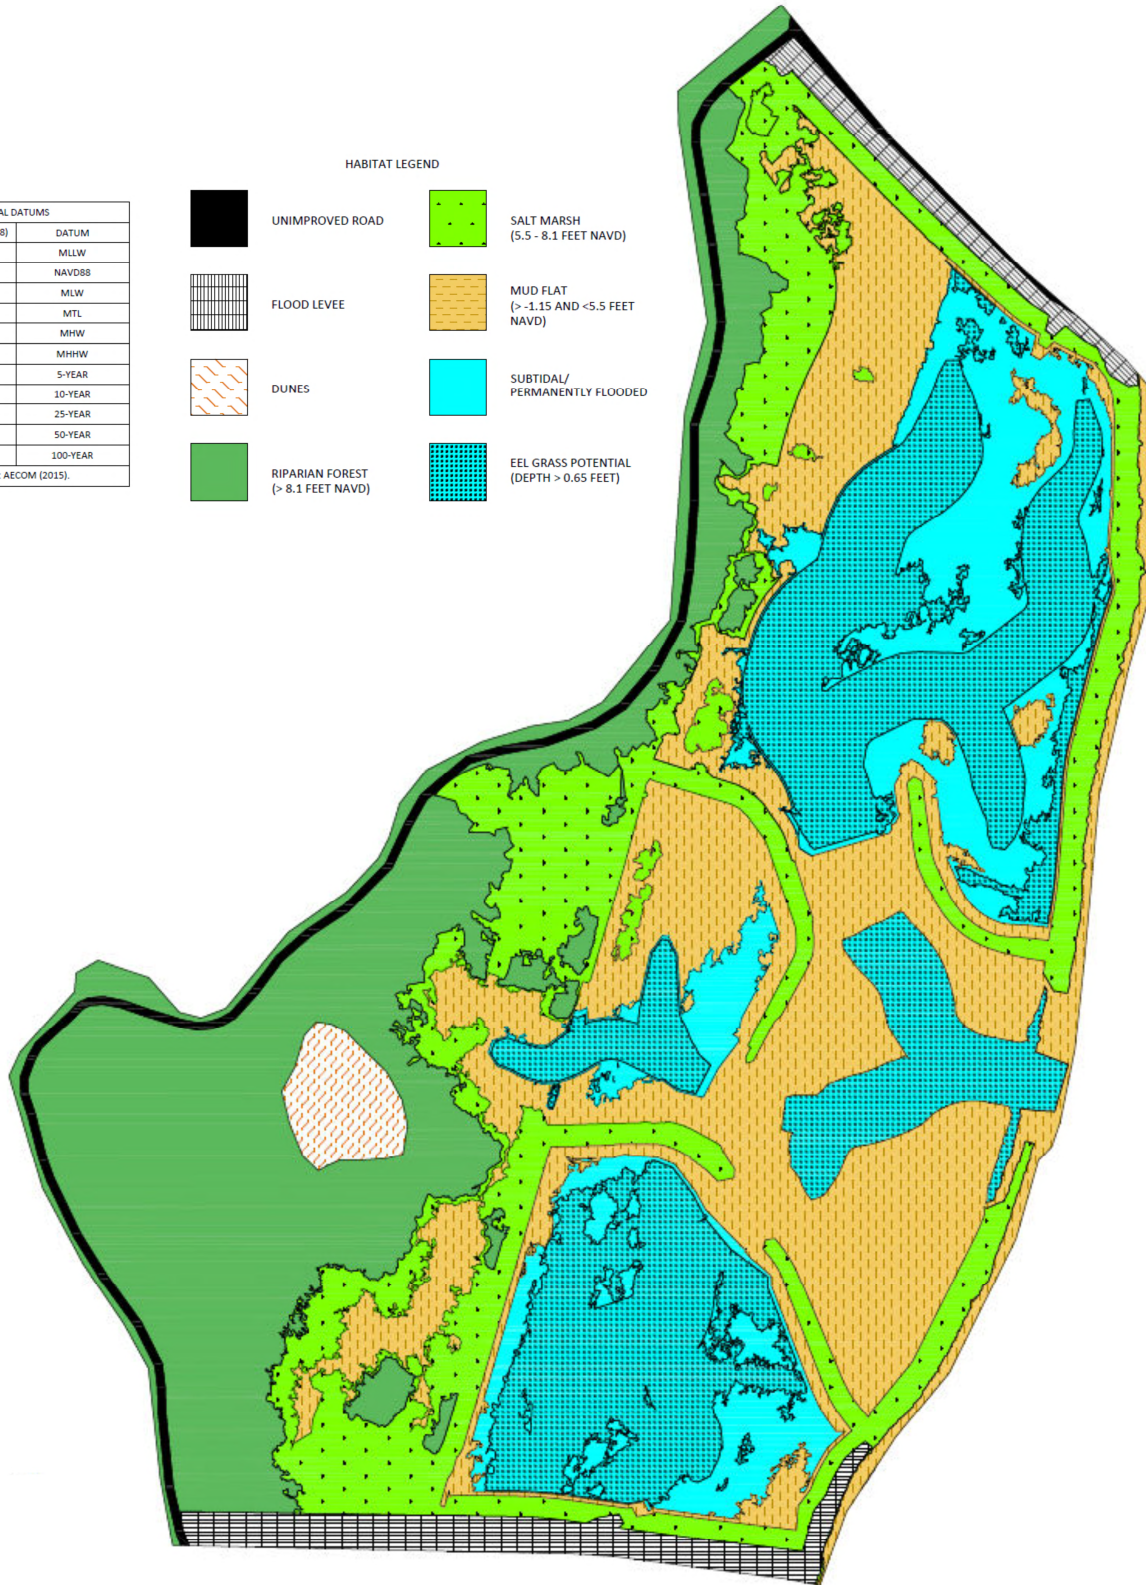 HABITAT LEGEND
UNIMPROVED ROAD
FLOOD LEVEE
DUNES
RIPARIAN FOREST
(> 8.1 FEET NAVD)
SALT MARSH
(5.5 - 8.1 FEET NAVD)
MUD FLAT
(> -1.15 AND <5.5 FEET
NAVD)
SUBTIDAL/
PERMANENTLY FLOODED
EEL GRASS POTENTIAL
(DEPTH > 0.65 FEET)
AL DATUMS
8) DATUM
MLLW
NAVD88
MLW
MTL
MHW
MHHW
5-YEAR
10-YEAR
25-YEAR
50-YEAR
100-YEAR
: AECOM (2015).